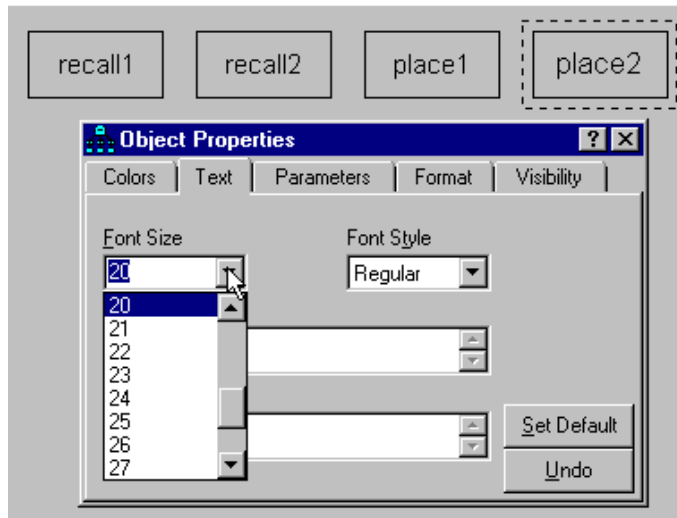 recall1 recall2 place1 place2
Object Properties ?
Colors Text Parameters Format Visibility
Font Size Font Style
20 Regular
20
21
22
23
24
25
26
27
Set Default
Undo